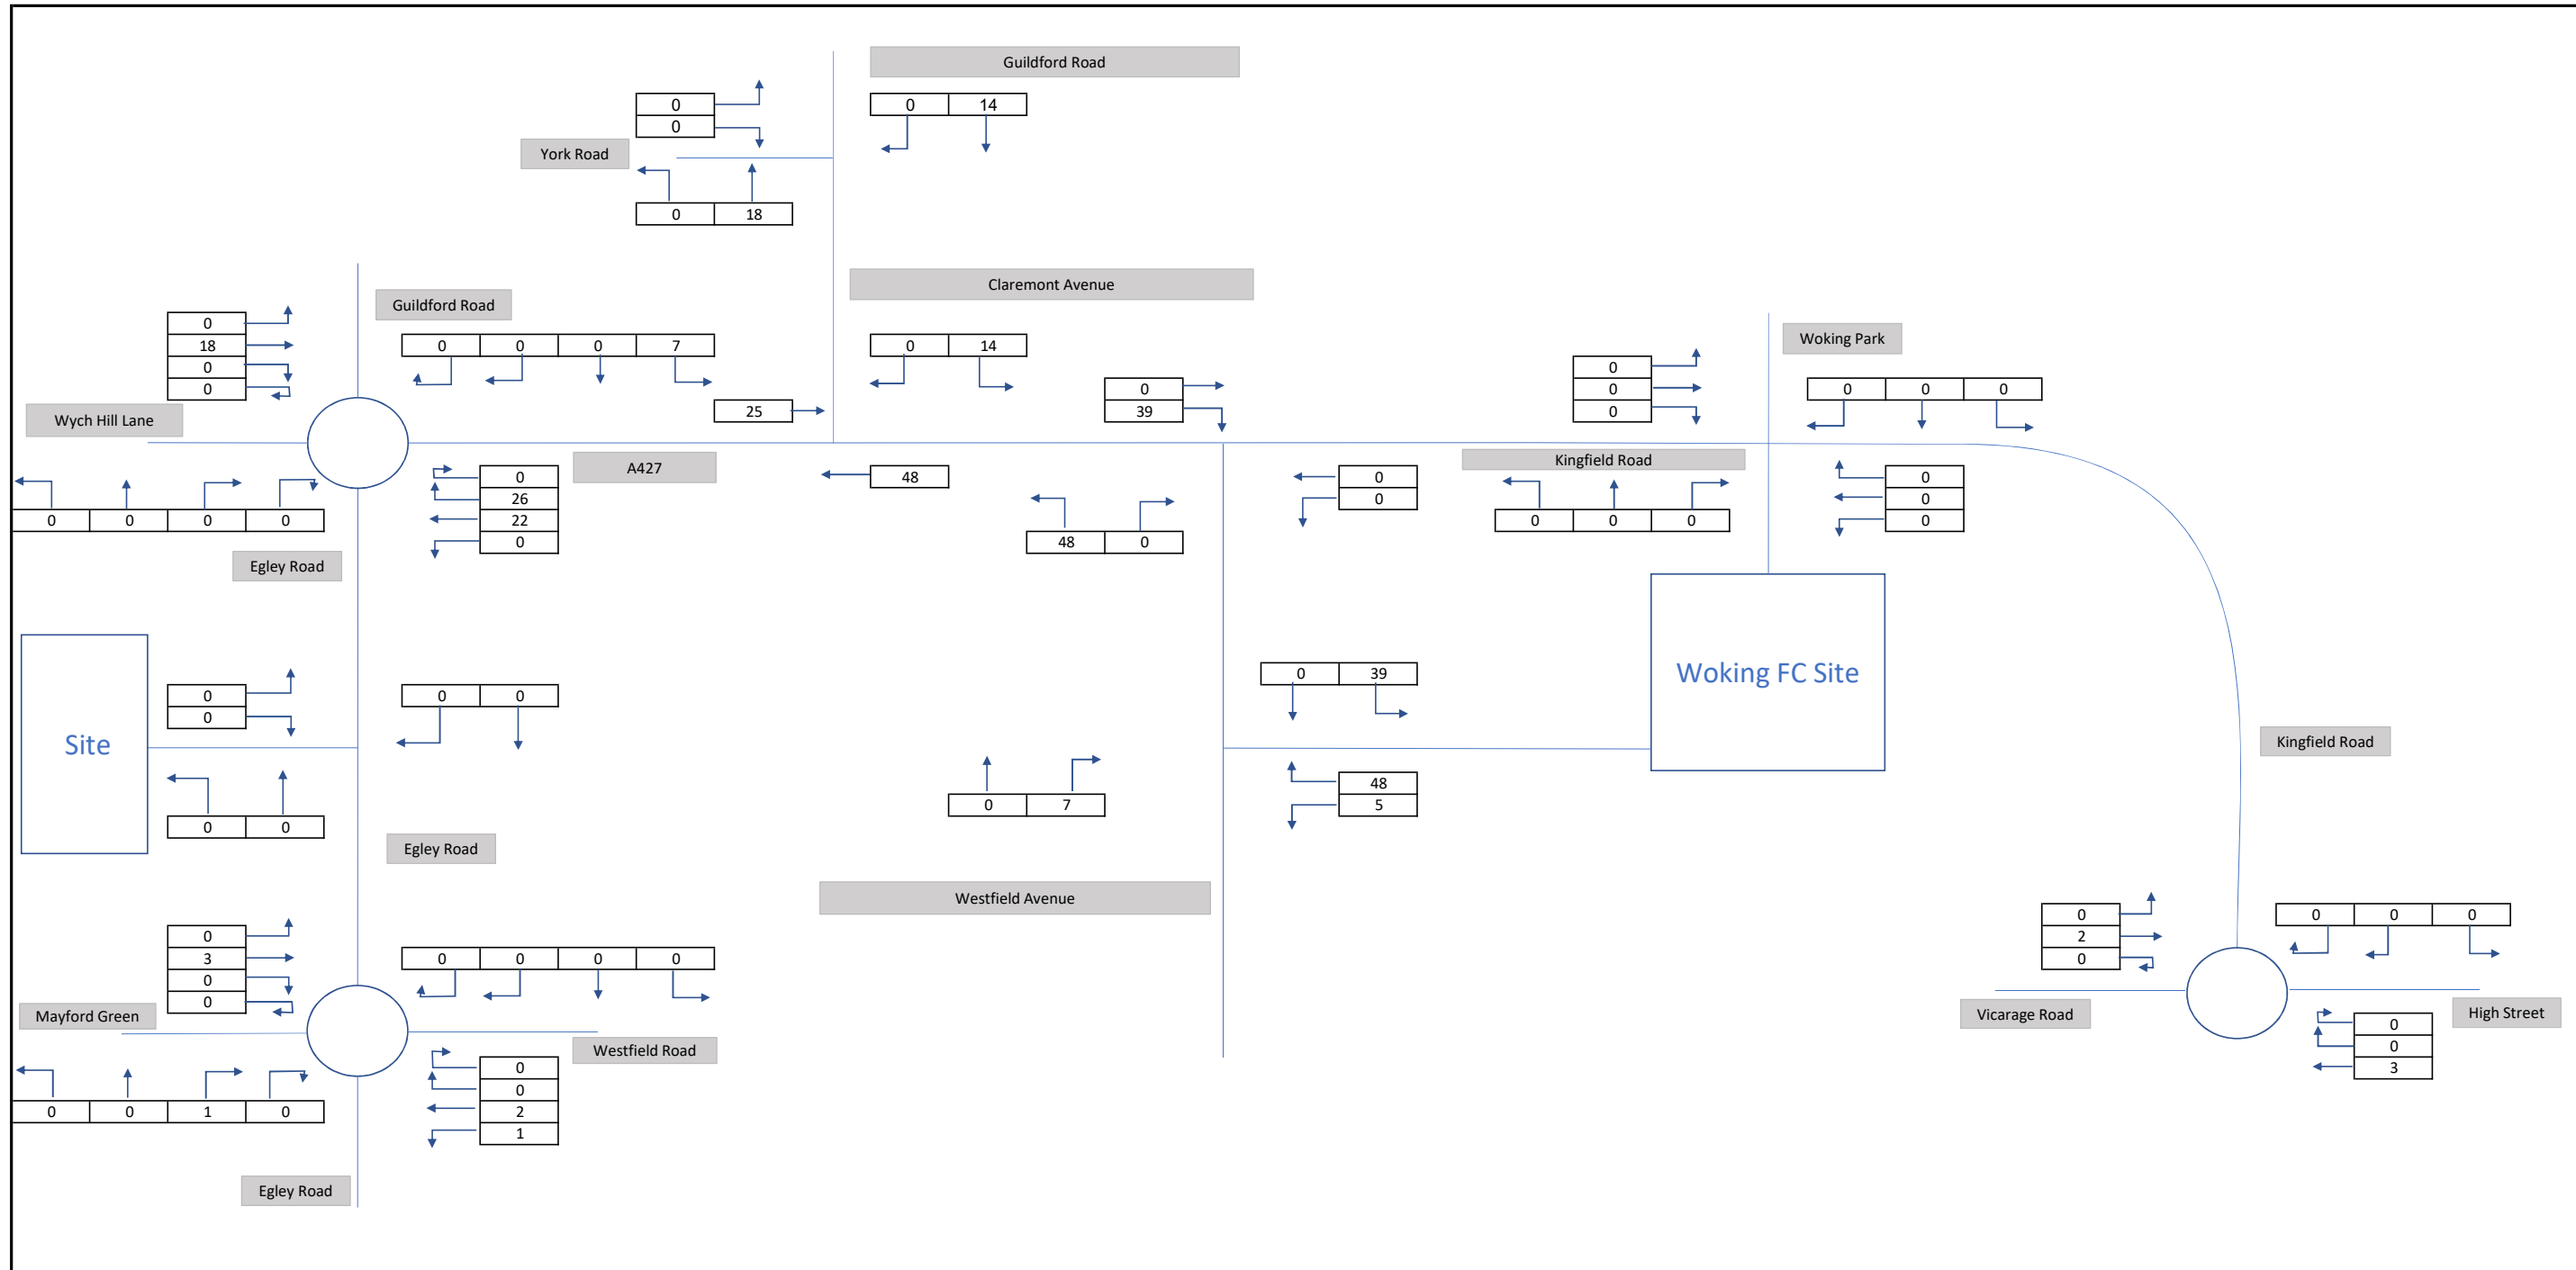 Guildford Road
0
0 14
0
York Road
0 18
Claremont Avenue
Guildford Road
0
18
0
0
0 0 0 7
0 14
Woking Park
0
0
0
0
39
0 0 0
25
Wych Hill Lane
A427
0
26
22
0
48
0
0
Kingfield Road
0
0
0
0 0 0 0
48 0
0 0 0
Egley Road
Site
0
0
0 0
0 39
Woking FC Site
Kingfield Road
0 0
0 7
48
5
Egley Road
Westfield Avenue
0
3
0
0
0 0 0 0
0
2
0
0 0 0
Mayford Green
Westfield Road
Vicarage Road
High Street
0
0
2
1
0
0
3
0 0 1 0
Egley Road